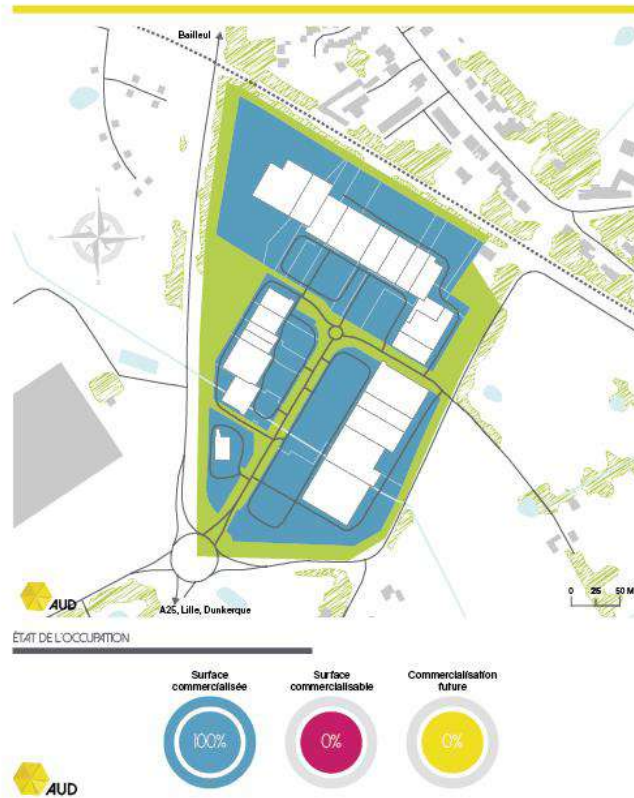 Bailleul
AUD
A25, Lille, Dunkerque
0 25 50 M
ÉTAT DE L'OCCUPATION
Surface
commercialisée
Surface
commercialisable
Commercialisation
future
100%
0%
0%
AUD